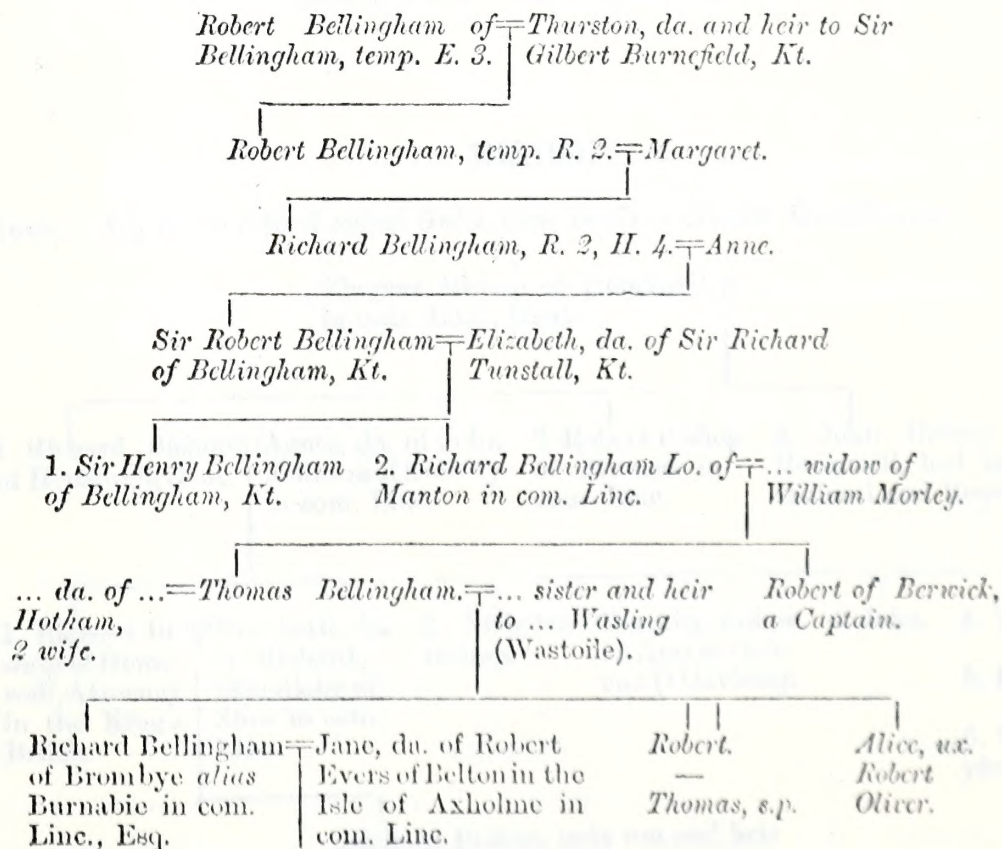 Robert Bellingham of Thurston, da. and heir to Sir
Bellingham, temp. E. 3. Gilbert Burnefield, Kt.
Robert Bellingham, temp. R. 2. Margaret.
Richard Bellingham, R. 2, H. 4. Anne.
Sir Robert Bellingham
of Bellingham, Kt.
Elizabeth, da. of Sir Richard
Tunstall, Kt.
1. Sir Henry Bellingham
of Bellingham, Kt.
2. Richard Bellingham Lo. of
Manton in com. Linc.
... widow of
William Morley.
... da. of ...
Hotham,
2 wife.
Thomas Bellingham.
... sister and heir
to ... Wasling
(Wastoile).
Robert of Berwick,
a Captain.
Richard Bellingham
of Brombye alias
Burnabie in com.
Linc., Esq.
Jane, da. of Robert
Evers of Belton in the
Isle of Axholme in
com. Linc.
Robert.
—
Thomas, s.p.
Alice, ux.
Robert
Oliver.